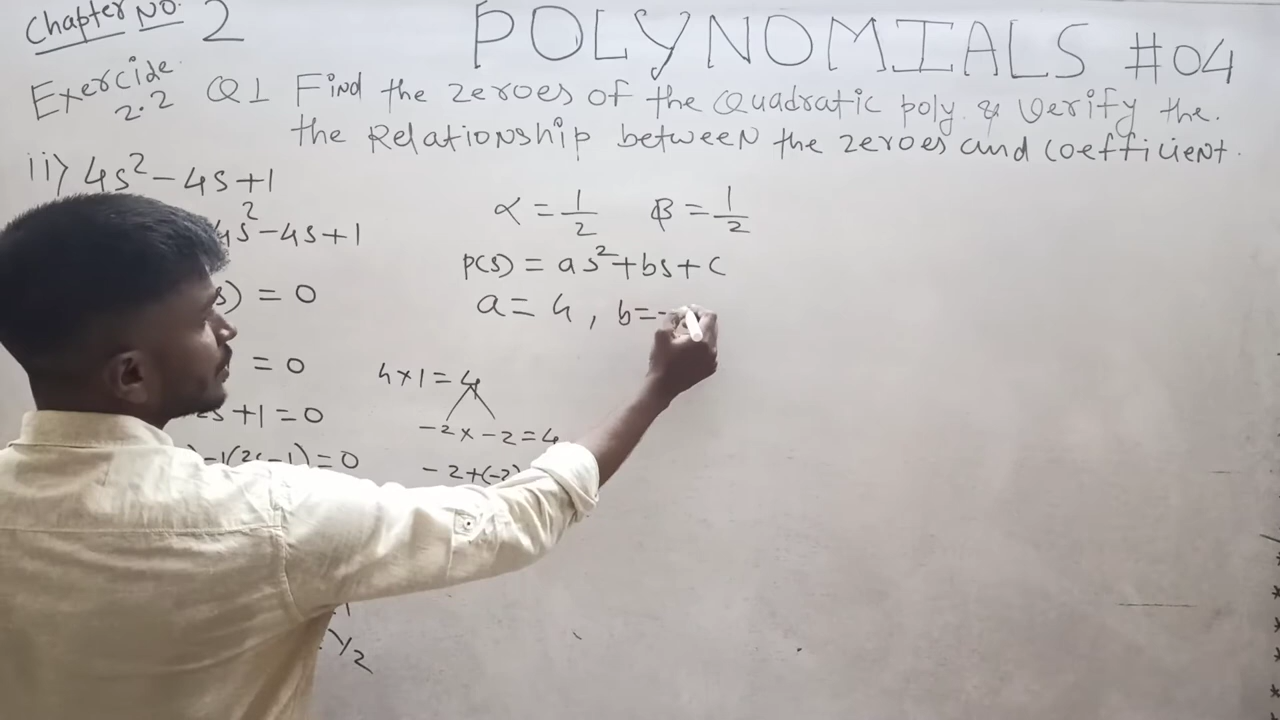 Chapter No. 2
POLYNOMIALS #04
Exercide 2.2
Q1 Find the zeroes of the Quadratic poly. & Verify the.
the Relationship between the zeroes and coefficient.
ii) 4s² - 4s + 1
4s² - 4s + 1
s) = 0
= 0
+ 1 = 0
-1(2s-1) = 0
4 × 1 = 4
-2 × -2 = 4
-2 + (-2)
α = 1/2 β = 1/2
p(s) = as² + bs + c
a = 4, b = -
1/2